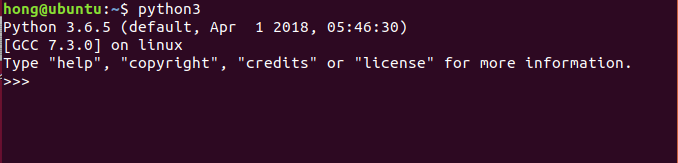 hong@ubuntu:~$ python3
Python 3.6.5 (default, Apr  1 2018, 05:46:30)
[GCC 7.3.0] on linux
Type "help", "copyright", "credits" or "license" for more information.
>>>